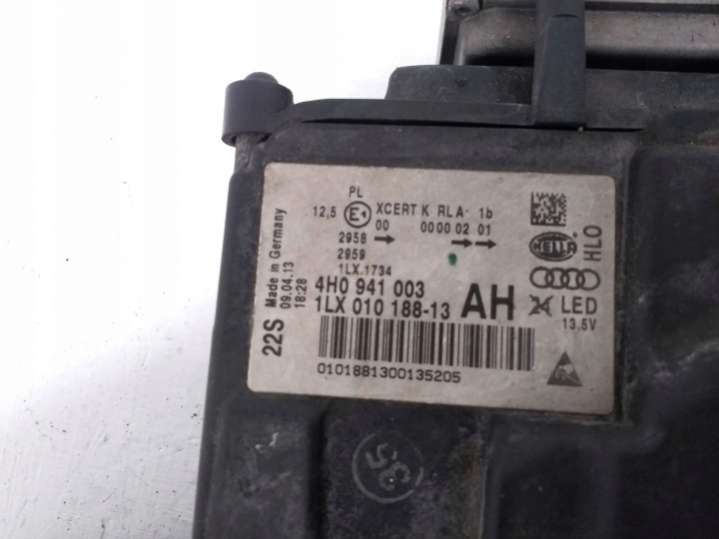 PL
12,5 E1 XCERT K RLA 1b
00 0000 02 01
2958
2959
1LX.1734
4H0 941 003
1LX 010 188-13 AH
0101881300135205
HELLA
HLO
LED
13,5V
Made in Germany
09.04.13
18:28
22S